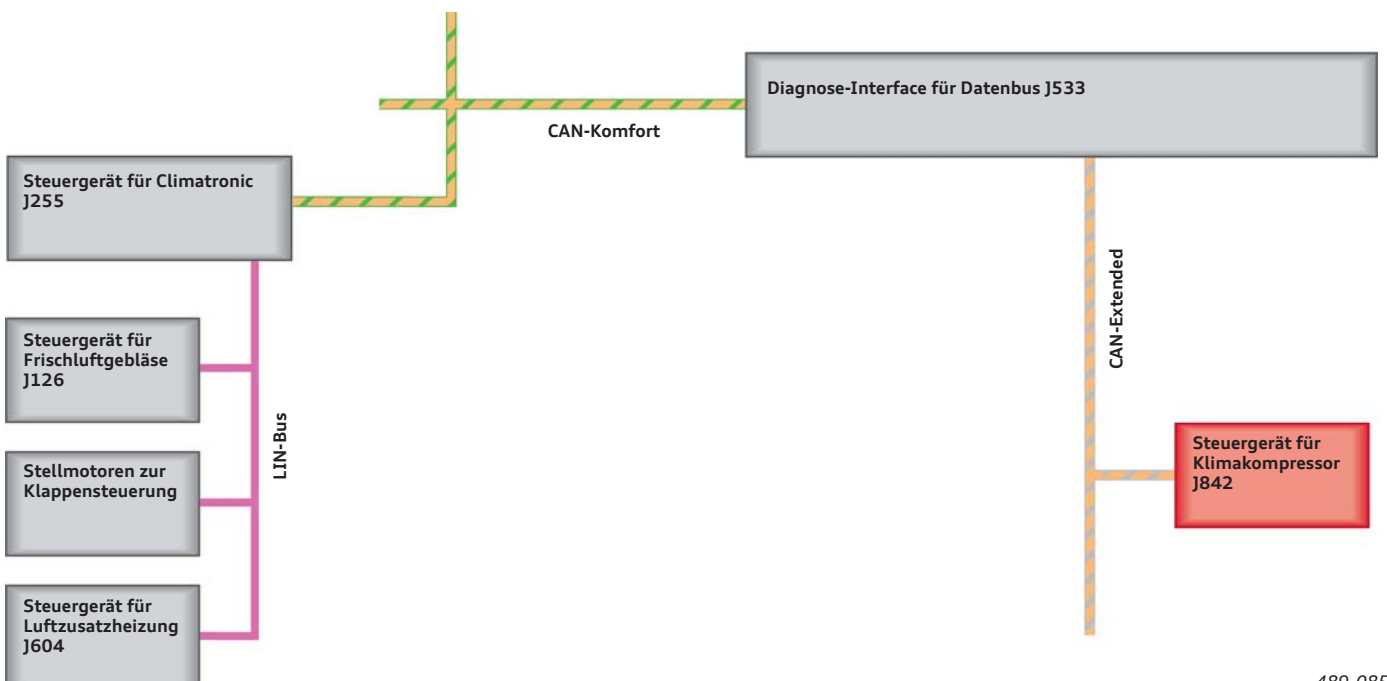 Diagnose-Interface für Datenbus J533
CAN-Komfort
Steuergerät für Climatronic
J255
CAN-Extended
Steuergerät für
Frischluftgebläse
J126
LIN-Bus
Stellmotoren zur
Klappensteuerung
Steuergerät für
Klimakompressor
J842
Steuergerät für
Luftzusatzheizung
J604